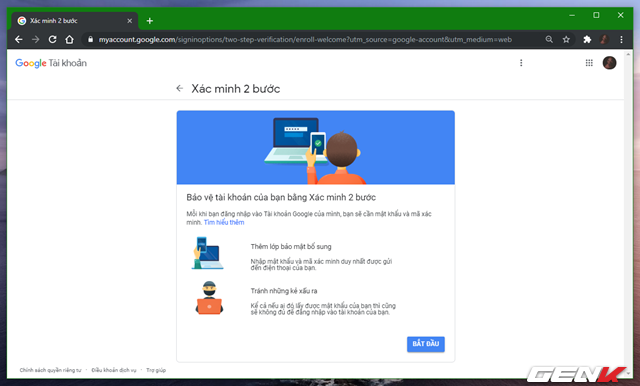 Xác minh 2 bước
myaccount.google.com/signinoptions/two-step-verification/enroll-welcome?utm_source=google-account&utm_medium=web
Google Tài khoản
Xác minh 2 bước
Bảo vệ tài khoản của bạn bằng Xác minh 2 bước
Mỗi khi bạn đăng nhập vào Tài khoản Google của mình, bạn sẽ cần mật khẩu và mã xác
minh. Tìm hiểu thêm
Thêm lớp bảo mật bổ sung
Nhập mật khẩu và mã xác minh duy nhất được gửi
đến điện thoại của bạn.
Tránh những kẻ xấu ra
Kể cả nếu ai đó lấy được mật khẩu của bạn thì cũng
sẽ không đủ để đăng nhập vào tài khoản của bạn.
BẮT ĐẦU
Chính sách quyền riêng tư · Điều khoản dịch vụ · Trợ giúp
GENK